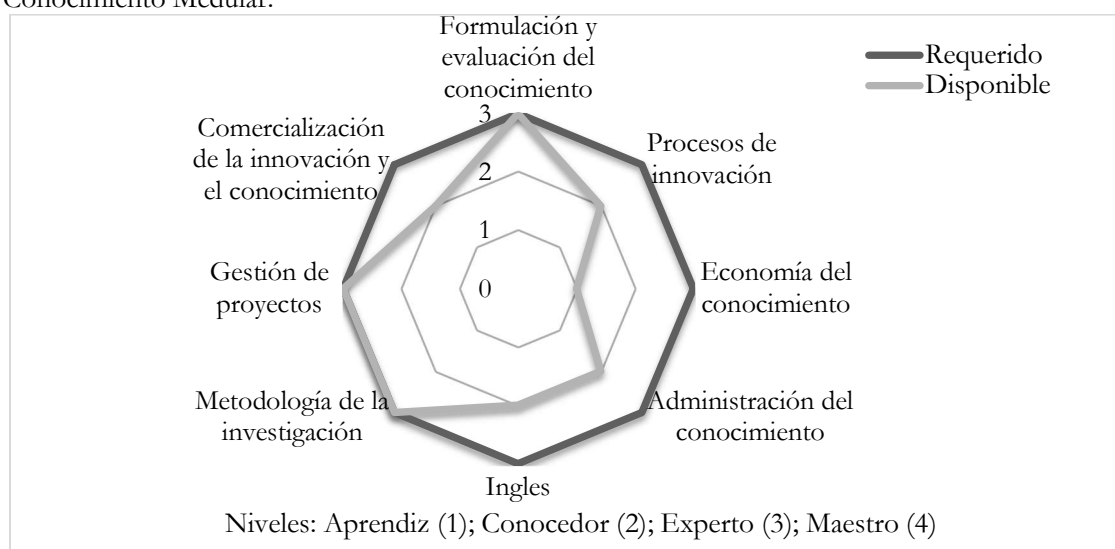 Conocimiento Medular.
Formulación y
evaluación del
conocimiento
Requerido
Disponible
3
Comercialización
de la innovación y
el conocimiento
Procesos de
innovación
2
1
Gestión de
proyectos
0
Economía del
conocimiento
Metodología de la
investigación
Administración del
conocimiento
Ingles
Niveles: Aprendiz (1); Conocedor (2); Experto (3); Maestro (4)